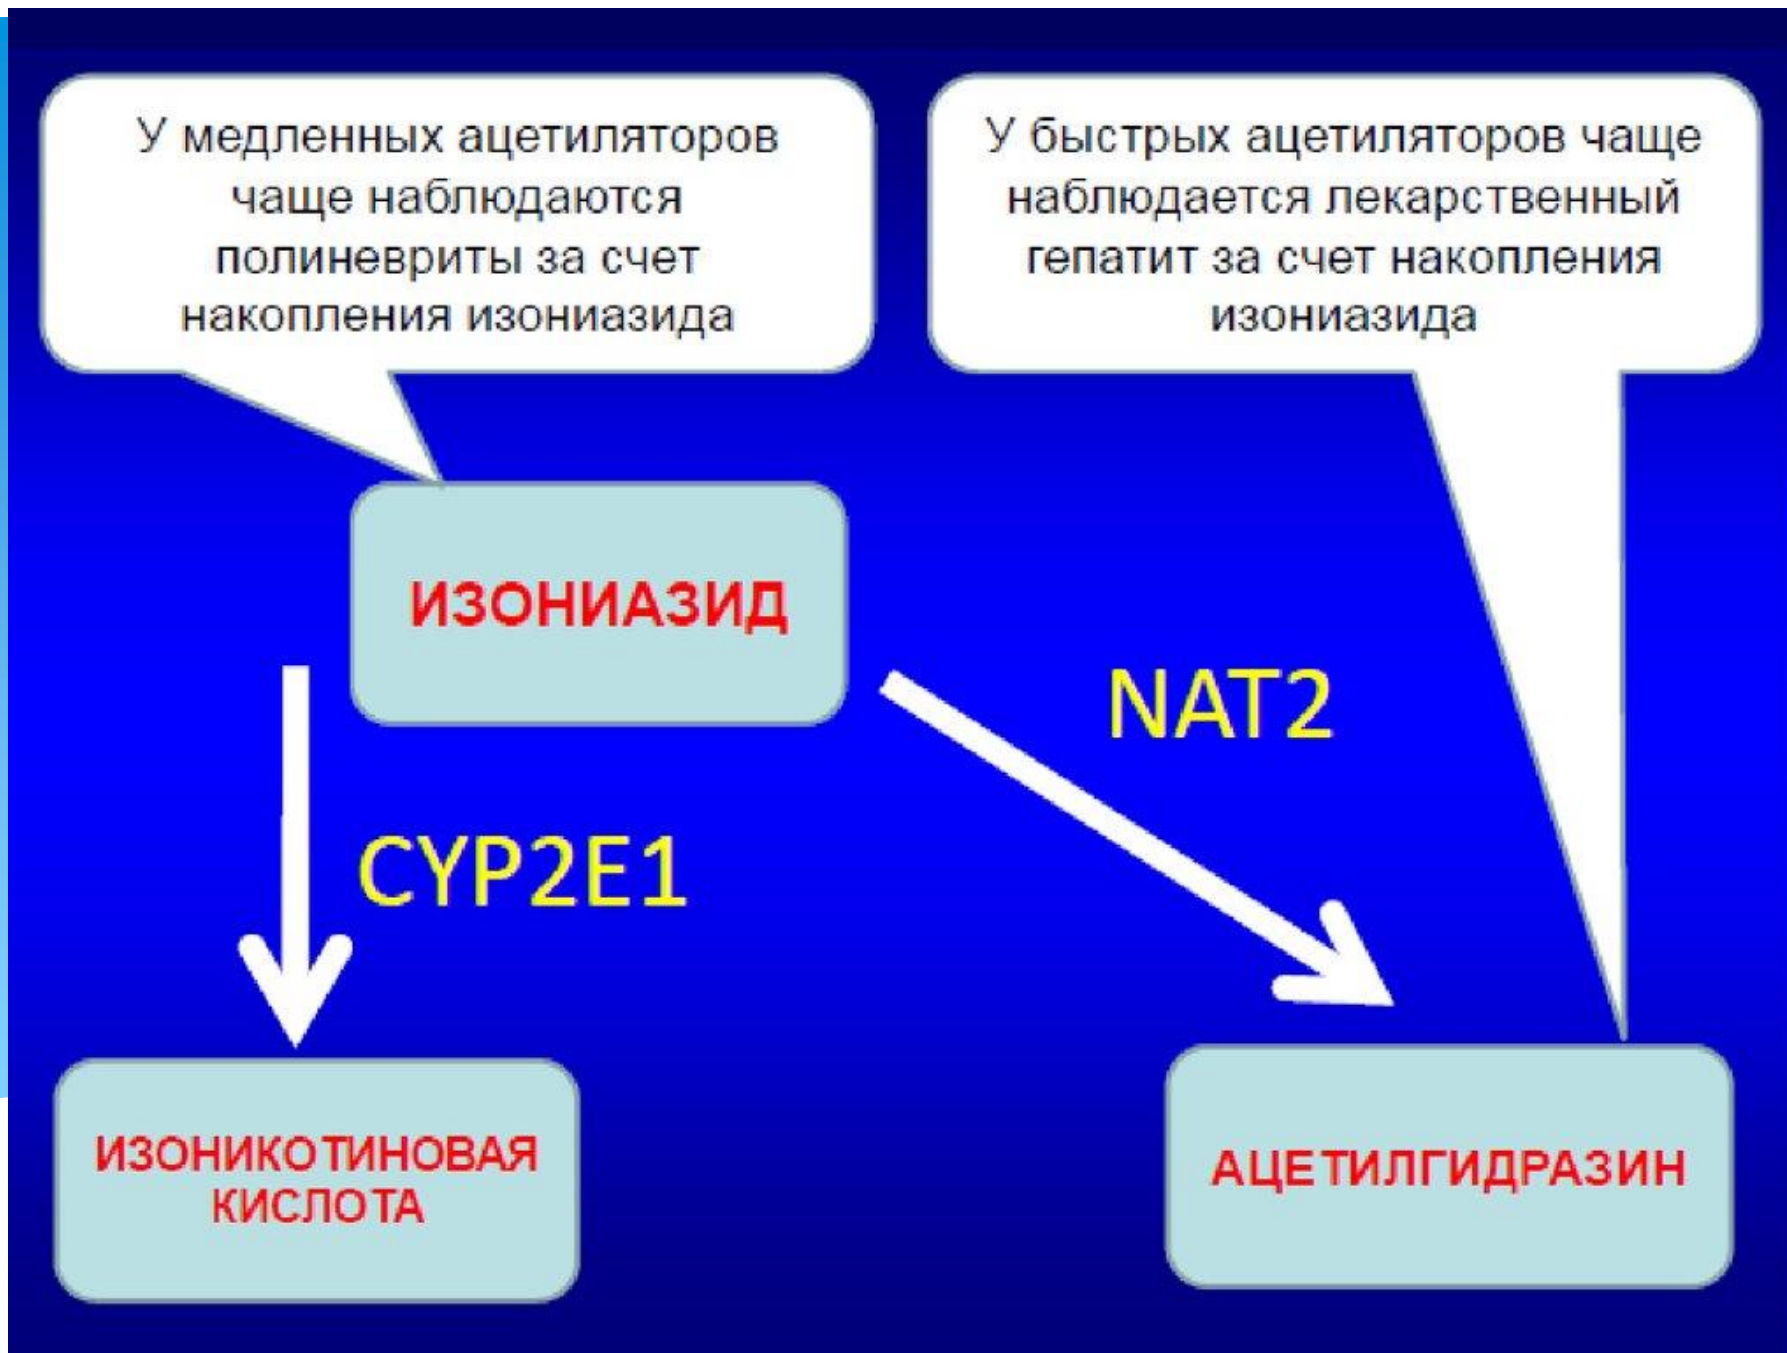 У медленных ацетиляторов
чаще наблюдаются
полиневриты за счет
накопления изониазида
У быстрых ацетиляторов чаще
наблюдается лекарственный
гепатит за счет накопления
изониазида
ИЗОНИАЗИД
NAT2
CYP2E1
ИЗОНИКОТИНОВАЯ
КИСЛОТА
АЦЕТИЛГИДРАЗИН